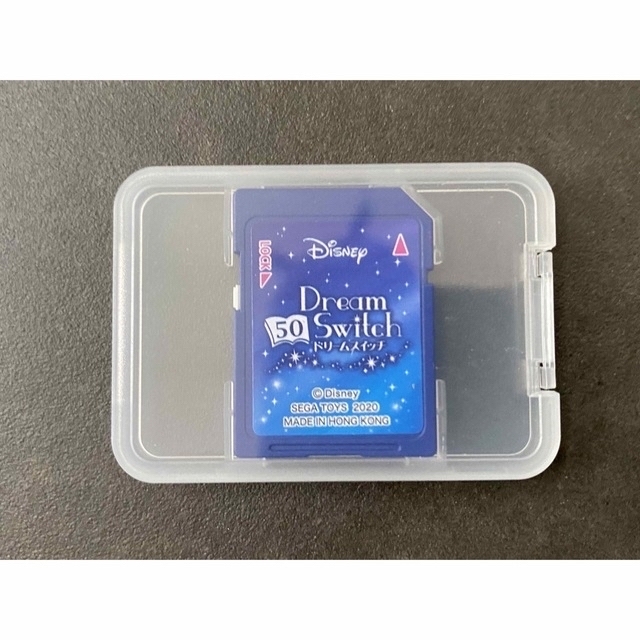 LOCK
Disney
Dream
50 Switch
ドリームスイッチ
© Disney
SEGA TOYS 2020
MADE IN HONG KONG